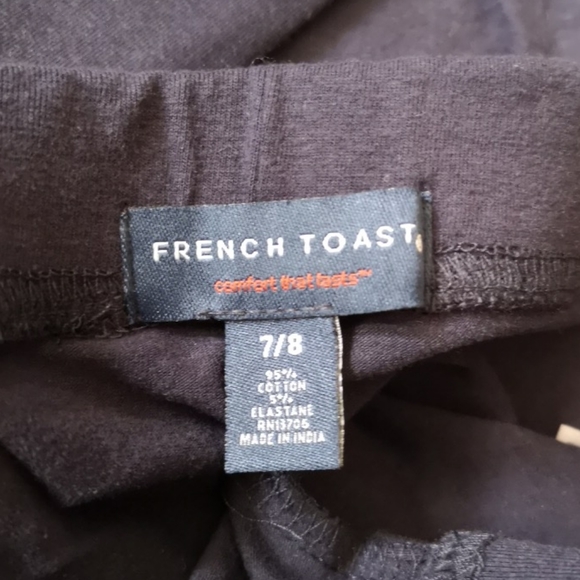 FRENCH TOAST
comfort that lasts™
7/8
95%
COTTON
5%
ELASTANE
RN13706
MADE IN INDIA